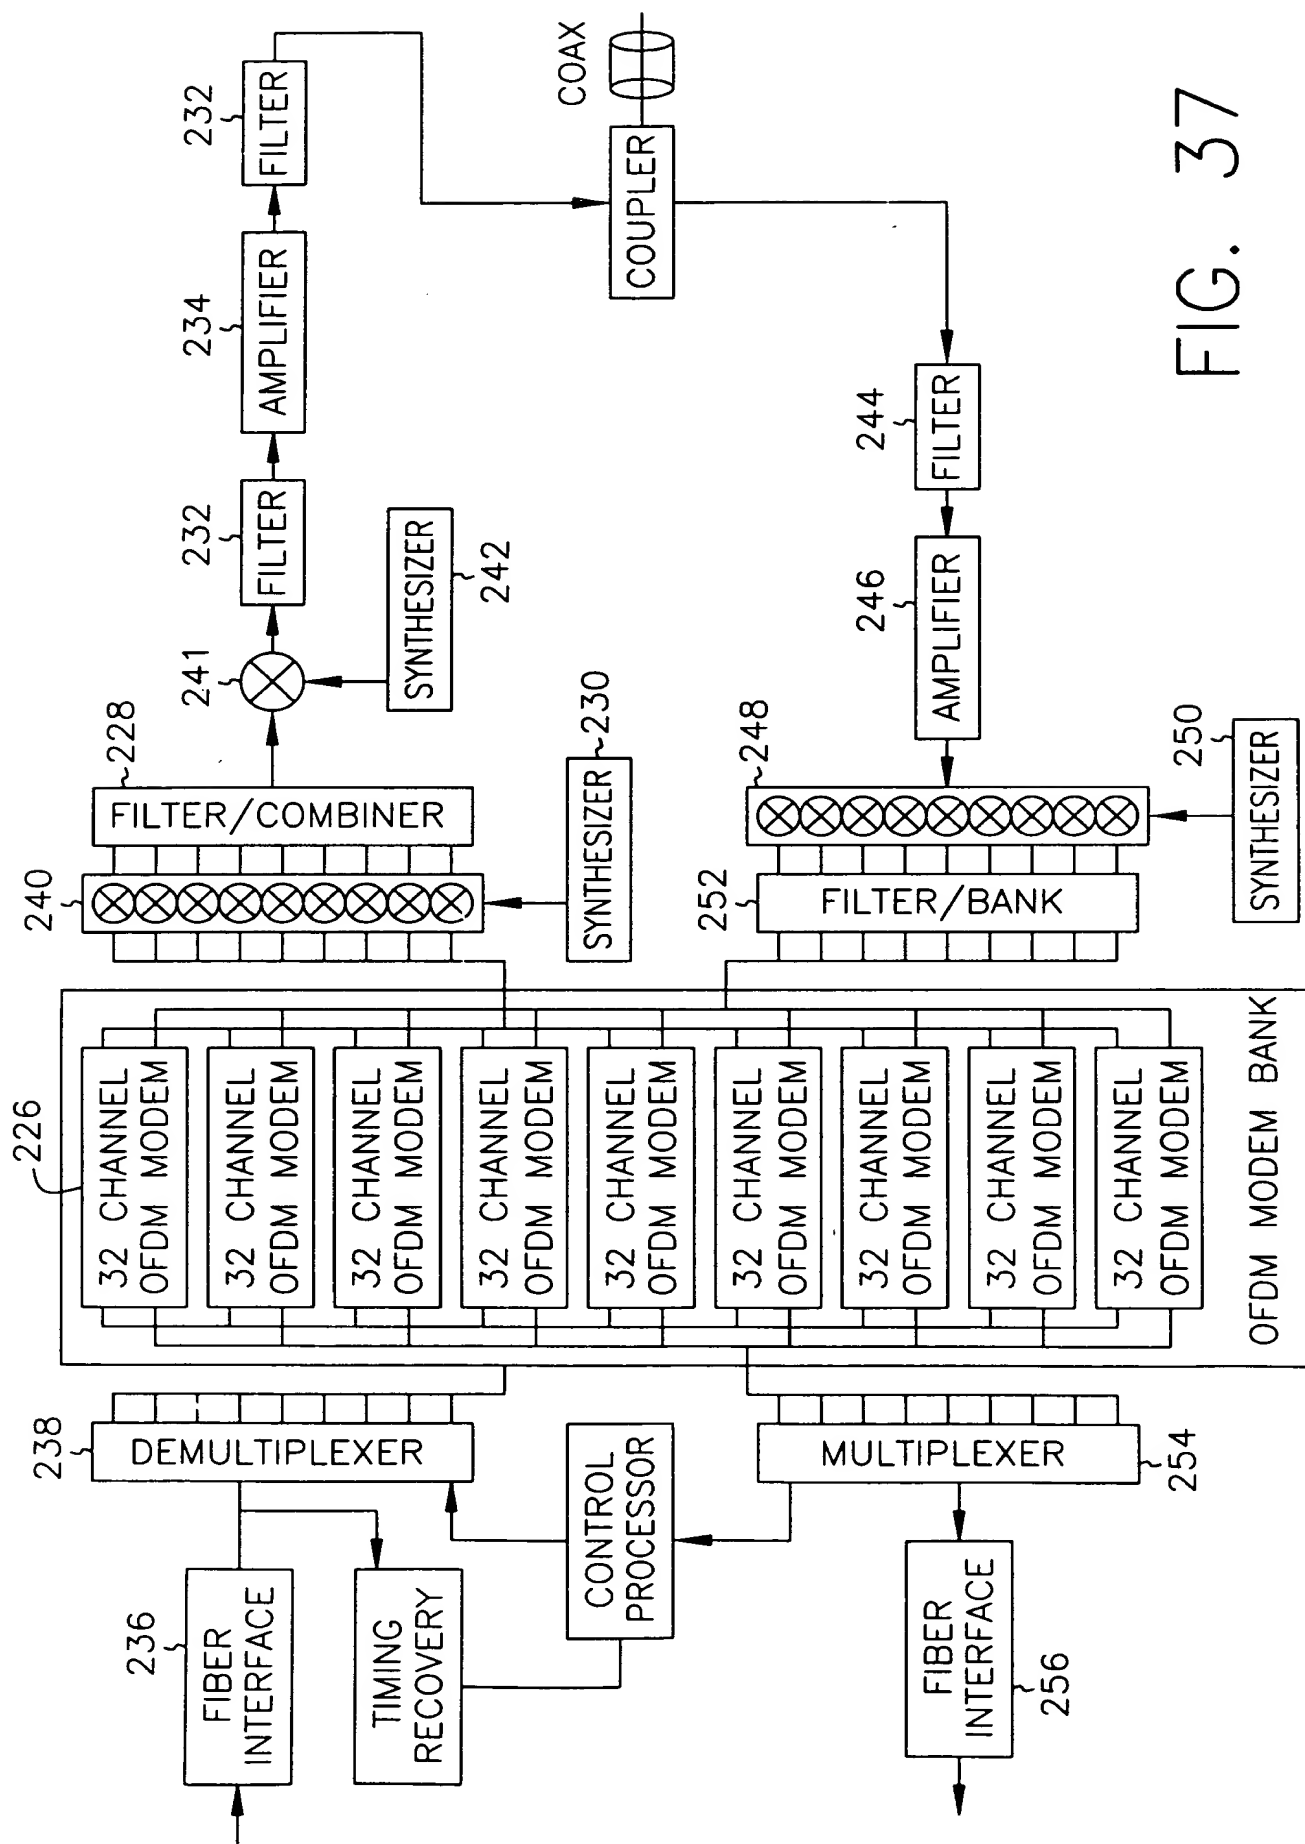 236
FIBER
INTERFACE
TIMING
RECOVERY
238
DEMULTIPLEXER
CONTROL
PROCESSOR
MULTIPLEXER
254
FIBER
INTERFACE
256
226
32 CHANNEL
OFDM MODEM
32 CHANNEL
OFDM MODEM
32 CHANNEL
OFDM MODEM
32 CHANNEL
OFDM MODEM
32 CHANNEL
OFDM MODEM
32 CHANNEL
OFDM MODEM
32 CHANNEL
OFDM MODEM
32 CHANNEL
OFDM MODEM
32 CHANNEL
OFDM MODEM
OFDM MODEM BANK
240
228
FILTER/COMBINER
230
SYNTHESIZER
241
SYNTHESIZER
242
232
FILTER
234
AMPLIFIER
232
FILTER
COUPLER
COAX
244
FILTER
246
AMPLIFIER
248
252
FILTER/BANK
250
SYNTHESIZER
FIG. 37